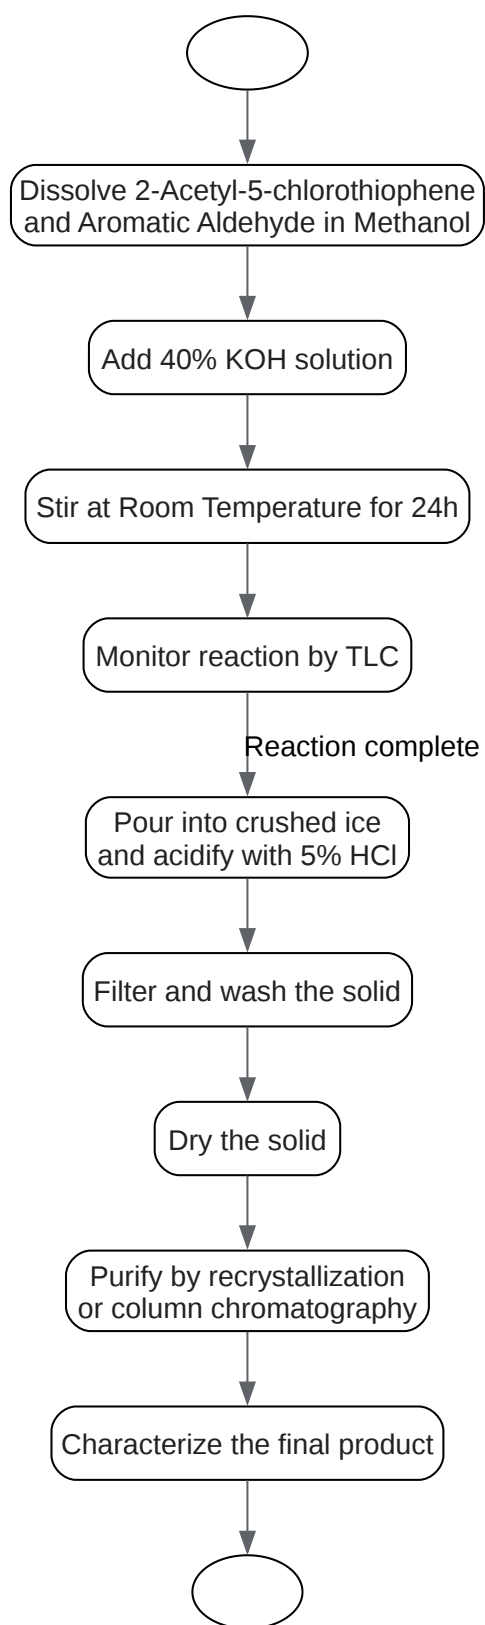 Dissolve 2-Acetyl-5-chlorothiophene
and Aromatic Aldehyde in Methanol
Add 40% KOH solution
Stir at Room Temperature for 24h
Monitor reaction by TLC
Reaction complete
Pour into crushed ice
and acidify with 5% HCl
Filter and wash the solid
Dry the solid
Purify by recrystallization
or column chromatography
Characterize the final product